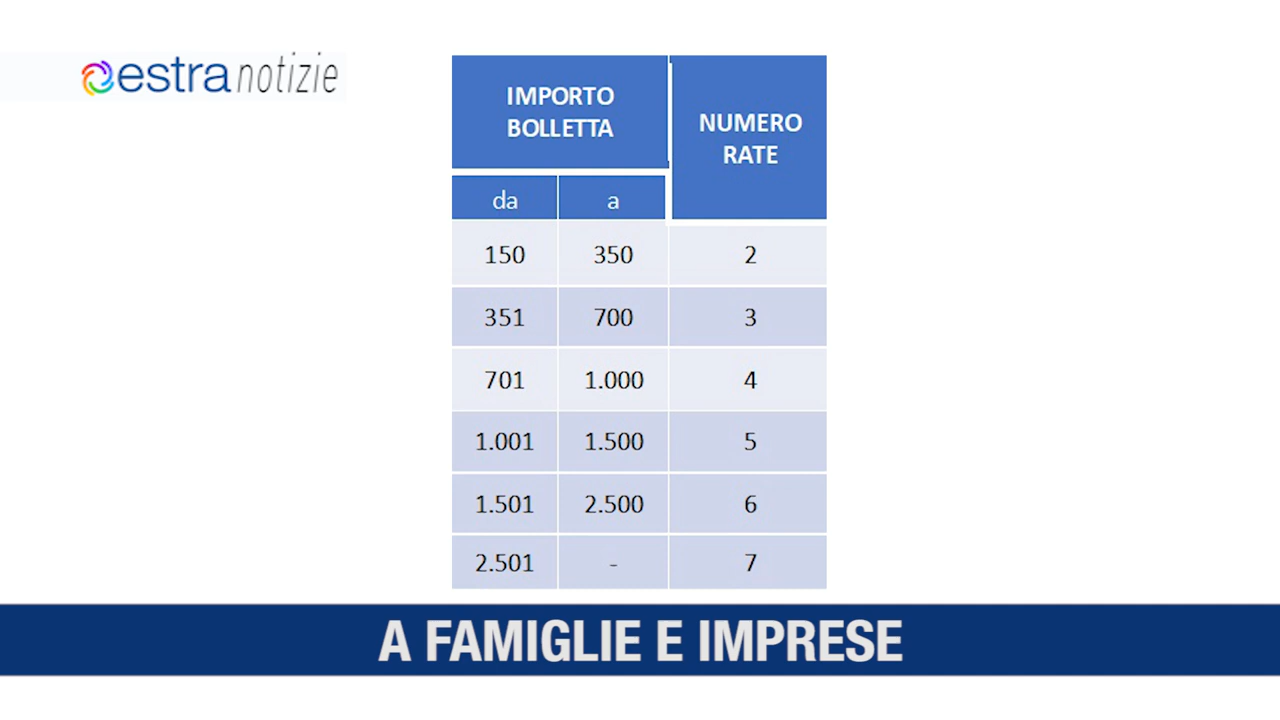 estra notizie
IMPORTO
BOLLETTA
NUMERO
RATE
da a
150 350 2
351 700 3
701 1.000 4
1.001 1.500 5
1.501 2.500 6
2.501 - 7
A FAMIGLIE E IMPRESE